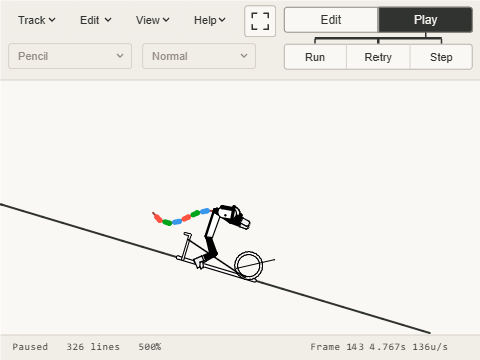 Track Edit View Help Edit Play
Pencil Normal Run Retry Step
Paused 326 lines 500% Frame 143 4.767s 136u/s